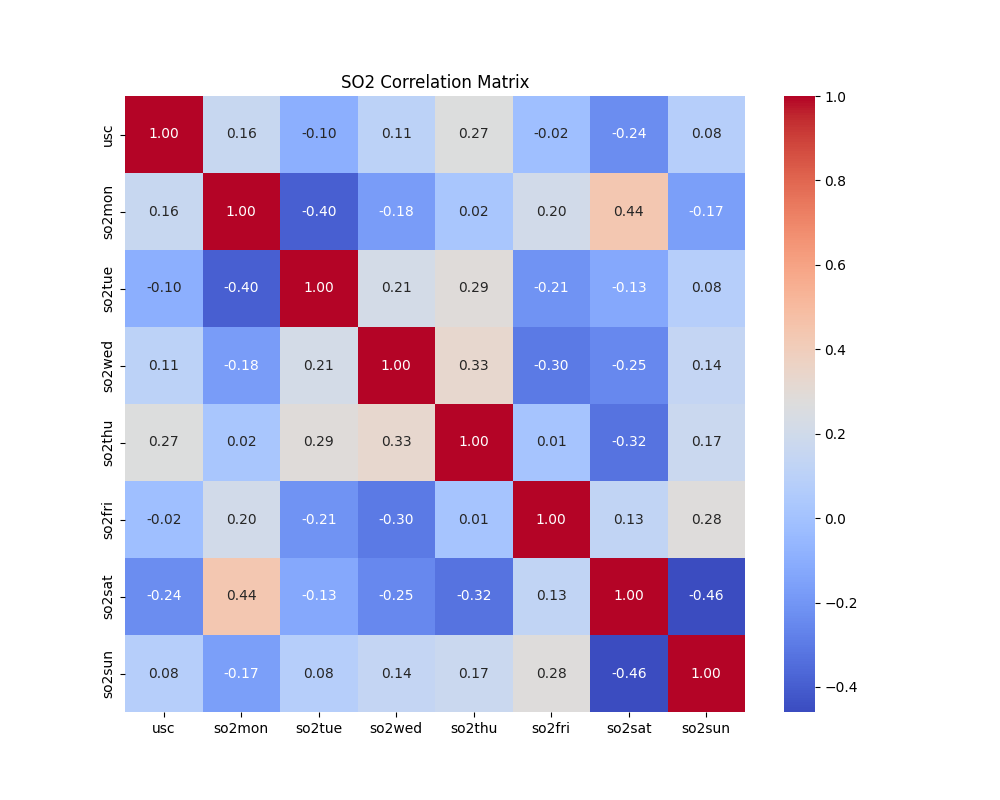 SO2 Correlation Matrix
usc 1.00 0.16 -0.10 0.11 0.27 -0.02 -0.24 0.08
so2mon 0.16 1.00 -0.40 -0.18 0.02 0.20 0.44 -0.17
so2tue -0.10 -0.40 1.00 0.21 0.29 -0.21 -0.13 0.08
so2wed 0.11 -0.18 0.21 1.00 0.33 -0.30 -0.25 0.14
so2thu 0.27 0.02 0.29 0.33 1.00 0.01 -0.32 0.17
so2fri -0.02 0.20 -0.21 -0.30 0.01 1.00 0.13 0.28
so2sat -0.24 0.44 -0.13 -0.25 -0.32 0.13 1.00 -0.46
so2sun 0.08 -0.17 0.08 0.14 0.17 0.28 -0.46 1.00
usc so2mon so2tue so2wed so2thu so2fri so2sat so2sun
1.0
0.8
0.6
0.4
0.2
0.0
−0.2
−0.4